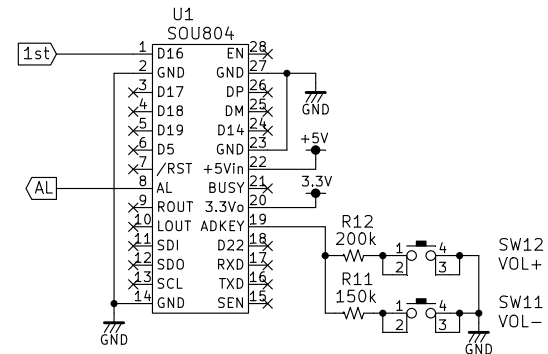 U1
SOU804
1st 1 D16 EN 28
2 GND GND 27
3 D17 DP 26
4 D18 DM 25
GND
5 D19 D14 24
6 D5 GND 23
+5V
7 /RST +5Vin 22
AL 8 AL BUSY 21
3.3V
9 ROUT 3.3Vo 20
10 LOUT ADKEY 19
11 SDI D22 18
12 SDO RXD 17
13 SCL TXD 16
14 GND SEN 15
GND
R12
200k
1 4
2 3
SW12
VOL+
R11
150k
1 4
2 3
SW11
VOL-
GND